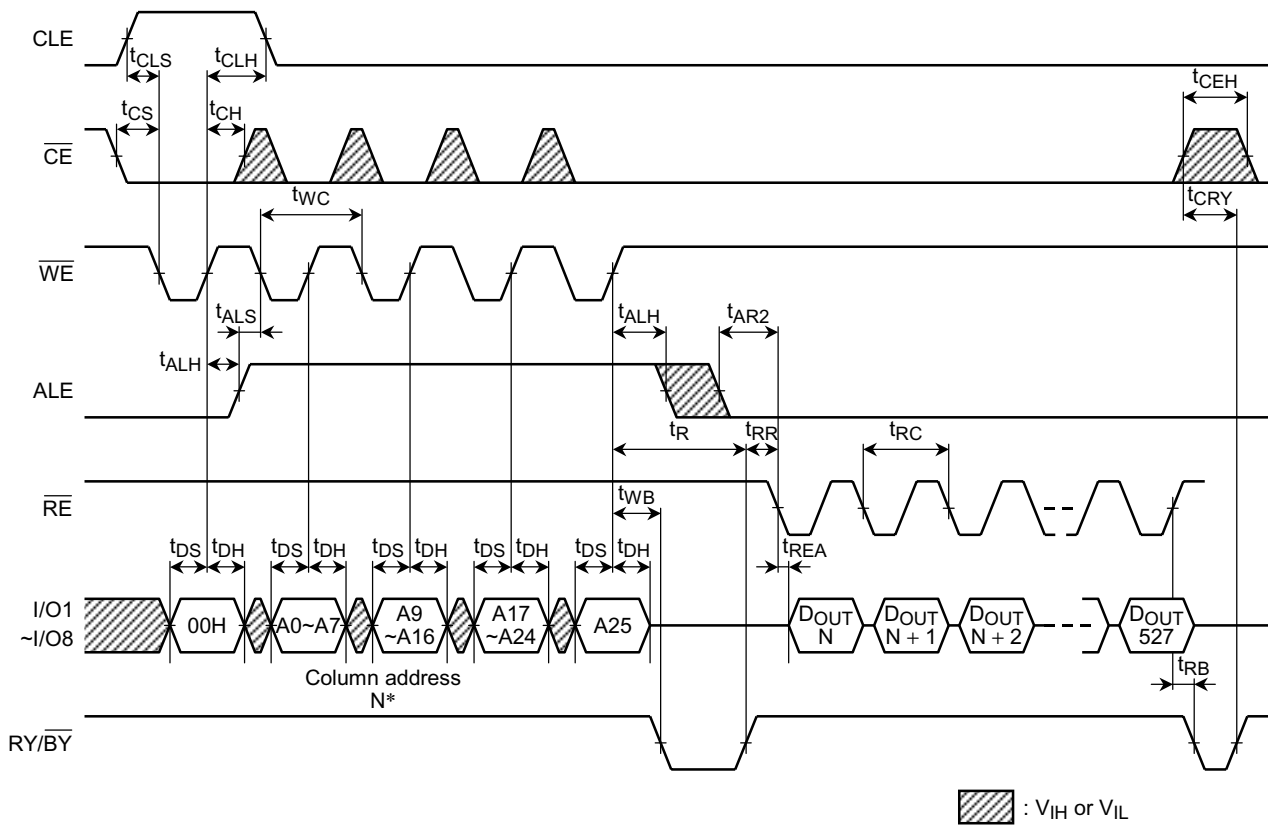 CLE
tCLS
tCLH
tCEH
tCS
tCH
CE
tWC
tCRY
WE
tALS
tALH
tAR2
tALH
ALE
tR
tRR
tRC
tWB
RE
tDS tDH tDS tDH tDS tDH tDS tDH tDS tDH
tREA
I/O1
~I/O8
00H
A0~A7
A9
~A16
A17
~A24
A25
DOUT
N
DOUT
N + 1
DOUT
N + 2
DOUT
527
Column address
N*
tRB
RY/BY
: VIH or VIL